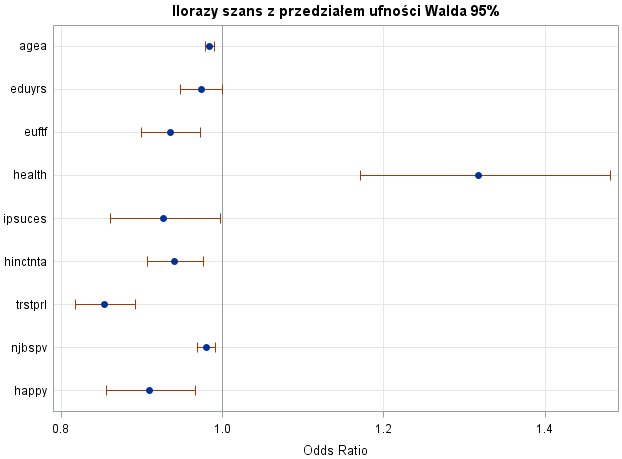 Ilorazy szans z przedziałem ufności Walda 95%
agea
eduyrs
euftf
health
ipsuces
hinctnta
trstprl
njbspv
happy
0.8 1.0 1.2 1.4
Odds Ratio